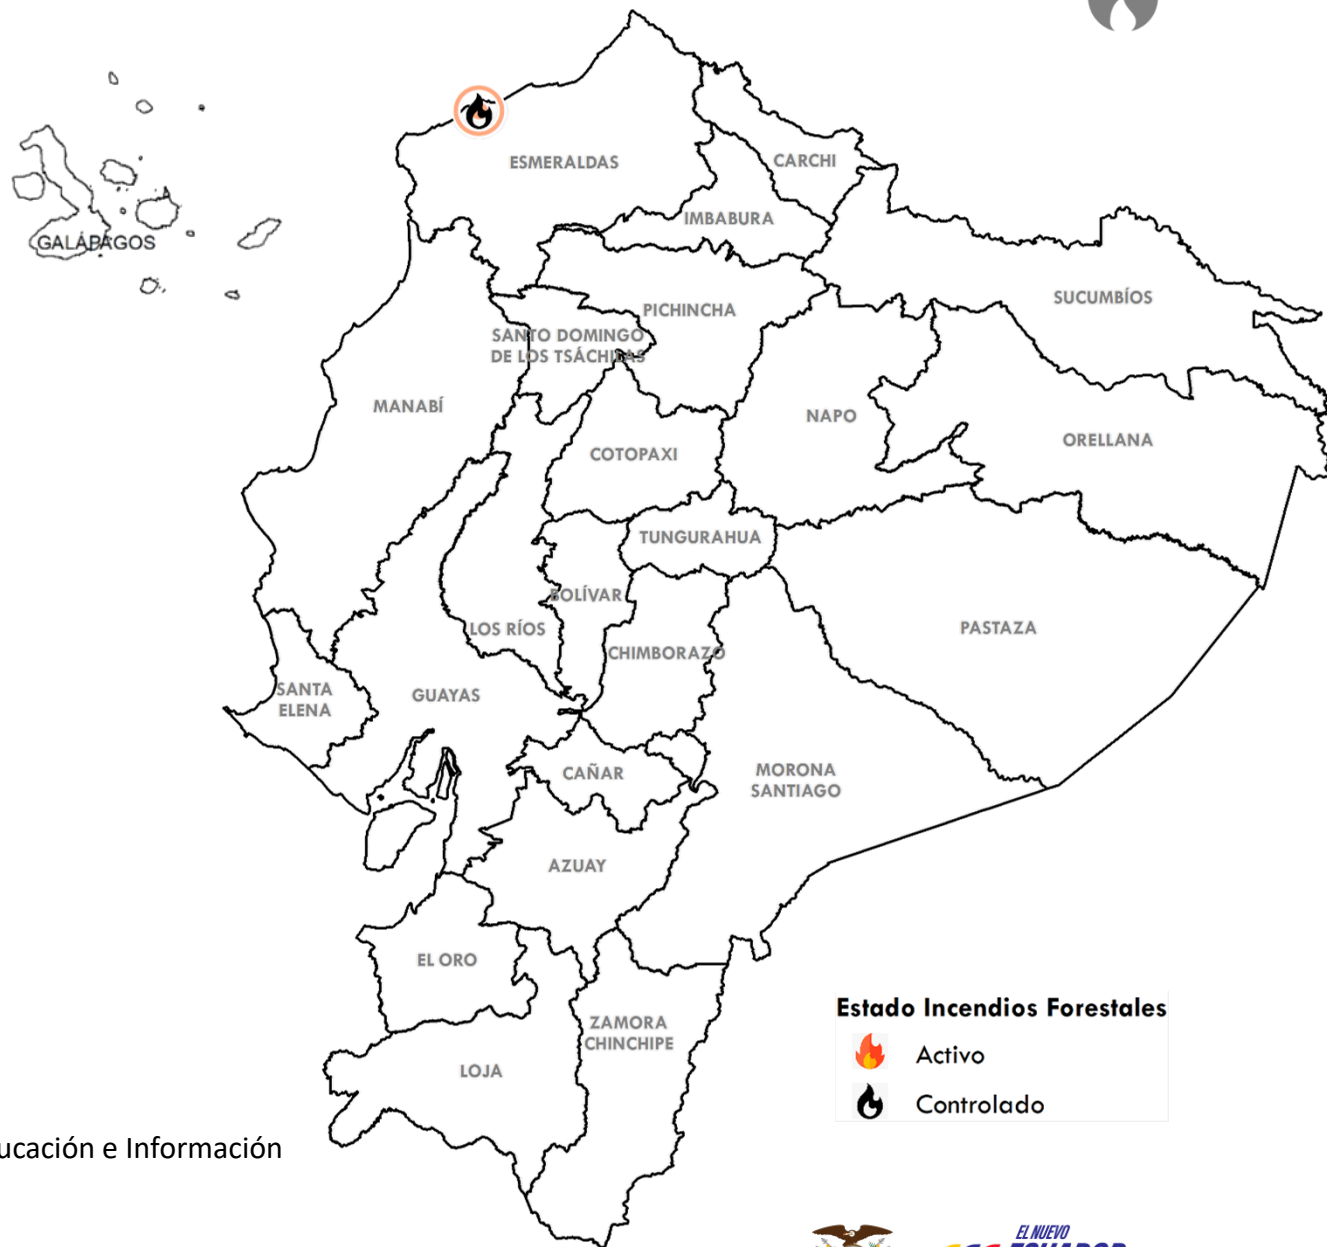 ESMERALDAS
CARCHI
IMBABURA
GALÁPAGOS
SUCUMBÍOS
PICHINCHA
SANTO DOMINGO
DE LOS TSÁCHILAS
MANABÍ
NAPO
ORELLANA
COTOPAXI
TUNGURAHUA
BOLÍVAR
LOS RÍOS
PASTAZA
CHIMBORAZO
SANTA
ELENA
GUAYAS
CAÑAR
MORONA
SANTIAGO
AZUAY
EL ORO
ZAMORA
CHINCHIPE
LOJA
Estado Incendios Forestales
Activo
Controlado
ucación e Información
EL NUEVO
ECUADOR